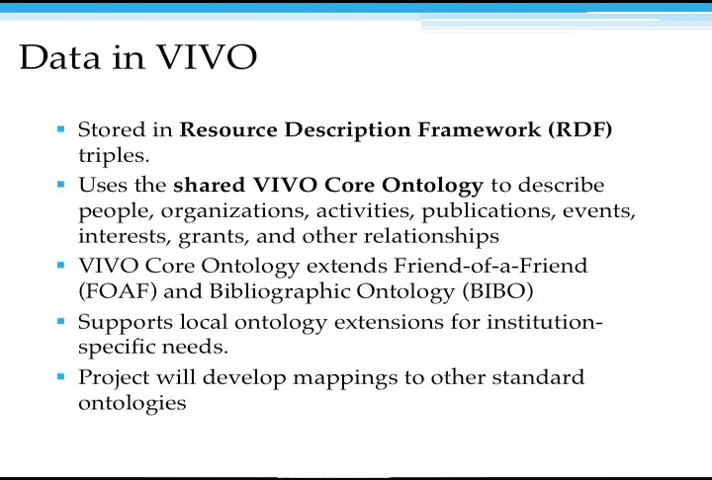 Data in VIVO
Stored in Resource Description Framework (RDF)
triples.
Uses the shared VIVO Core Ontology to describe
people, organizations, activities, publications, events,
interests, grants, and other relationships
VIVO Core Ontology extends Friend-of-a-Friend
(FOAF) and Bibliographic Ontology (BIBO)
Supports local ontology extensions for institution-
specific needs.
Project will develop mappings to other standard
ontologies